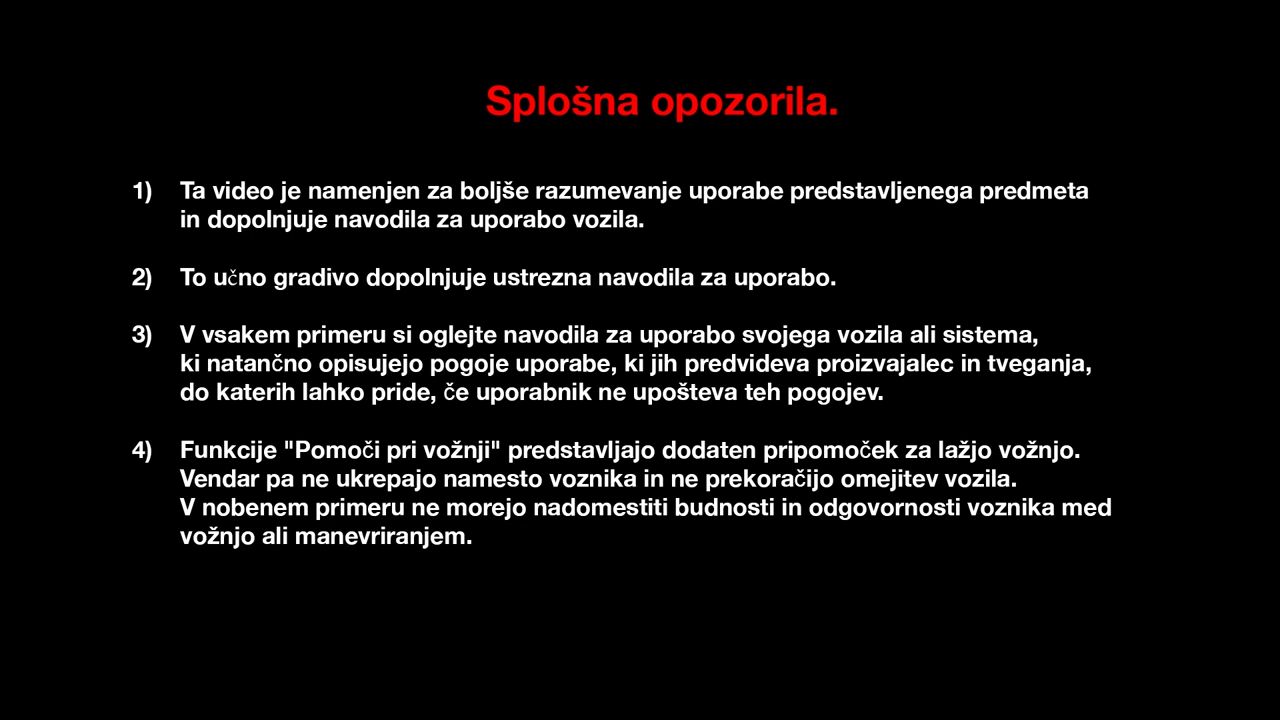 Splošna opozorila.
1) Ta video je namenjen za boljše razumevanje uporabe predstavljenega predmeta
in dopolnjuje navodila za uporabo vozila.
2) To učno gradivo dopolnjuje ustrezna navodila za uporabo.
3) V vsakem primeru si oglejte navodila za uporabo svojega vozila ali sistema,
ki natančno opisujejo pogoje uporabe, ki jih predvideva proizvajalec in tveganja,
do katerih lahko pride, če uporabnik ne upošteva teh pogojev.
4) Funkcije "Pomoči pri vožnji" predstavljajo dodaten pripomoček za lažjo vožnjo.
Vendar pa ne ukrepajo namesto voznika in ne prekoračijo omejitev vozila.
V nobenem primeru ne morejo nadomestiti budnosti in odgovornosti voznika med
vožnjo ali manevriranjem.